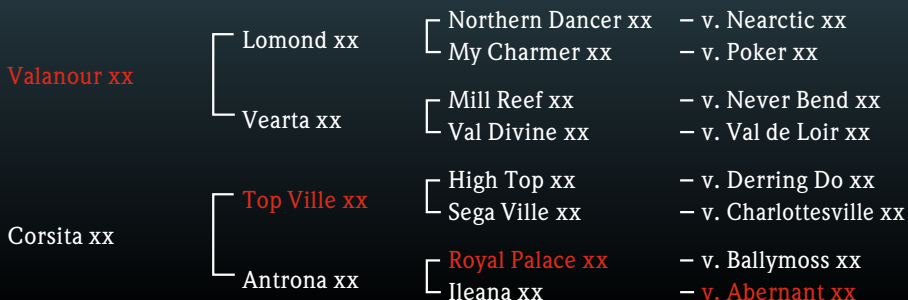 Northern Dancer xx – v. Nearctic xx
Lomond xx
My Charmer xx – v. Poker xx
Valanour xx
Mill Reef xx – v. Never Bend xx
Vearta xx
Val Divine xx – v. Val de Loir xx
High Top xx – v. Derring Do xx
Top Ville xx
Sega Ville xx – v. Charlottesville xx
Corsita xx
Royal Palace xx – v. Ballymoss xx
Antrona xx
Ileana xx – v. Abernant xx